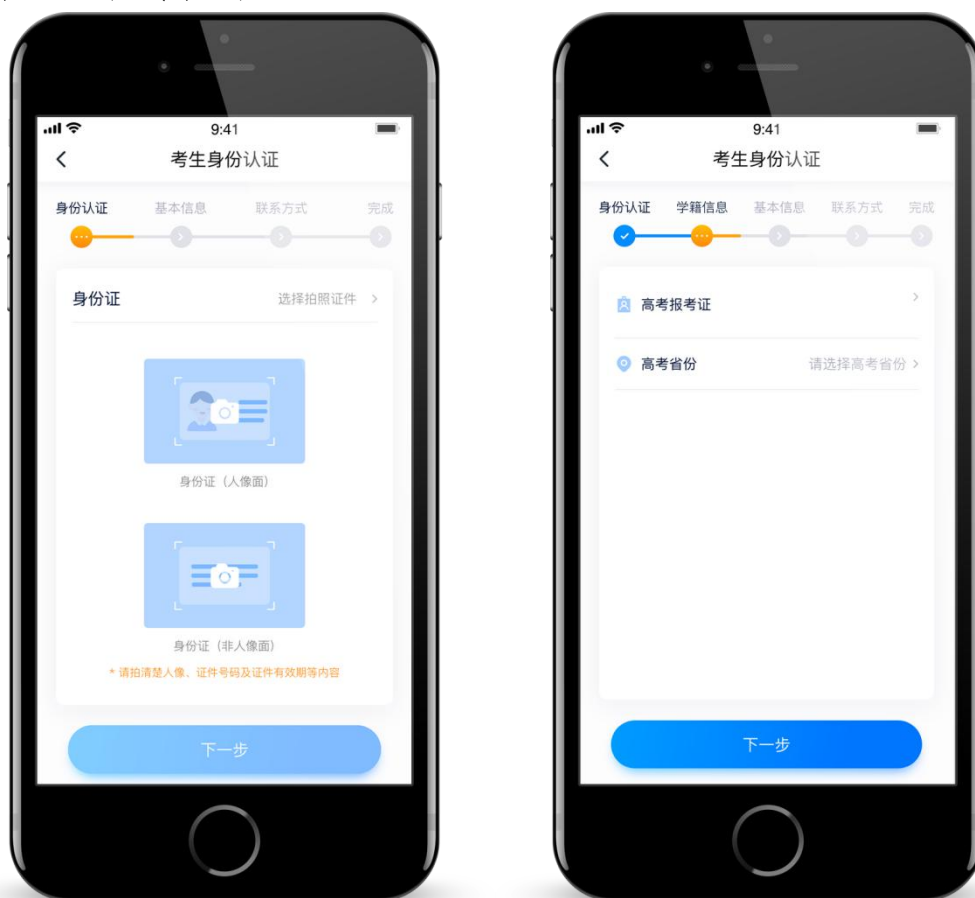 9:41
考生身份认证
身份认证 基本信息 联系方式 完成
身份证 选择拍照证件
身份证（人像面）
身份证（非人像面）
* 请拍清楚人像、证件号码及证件有效期等内容
下一步
9:41
考生身份认证
身份认证 学籍信息 基本信息 联系方式 完成
高考报考证
高考省份 请选择高考省份
下一步